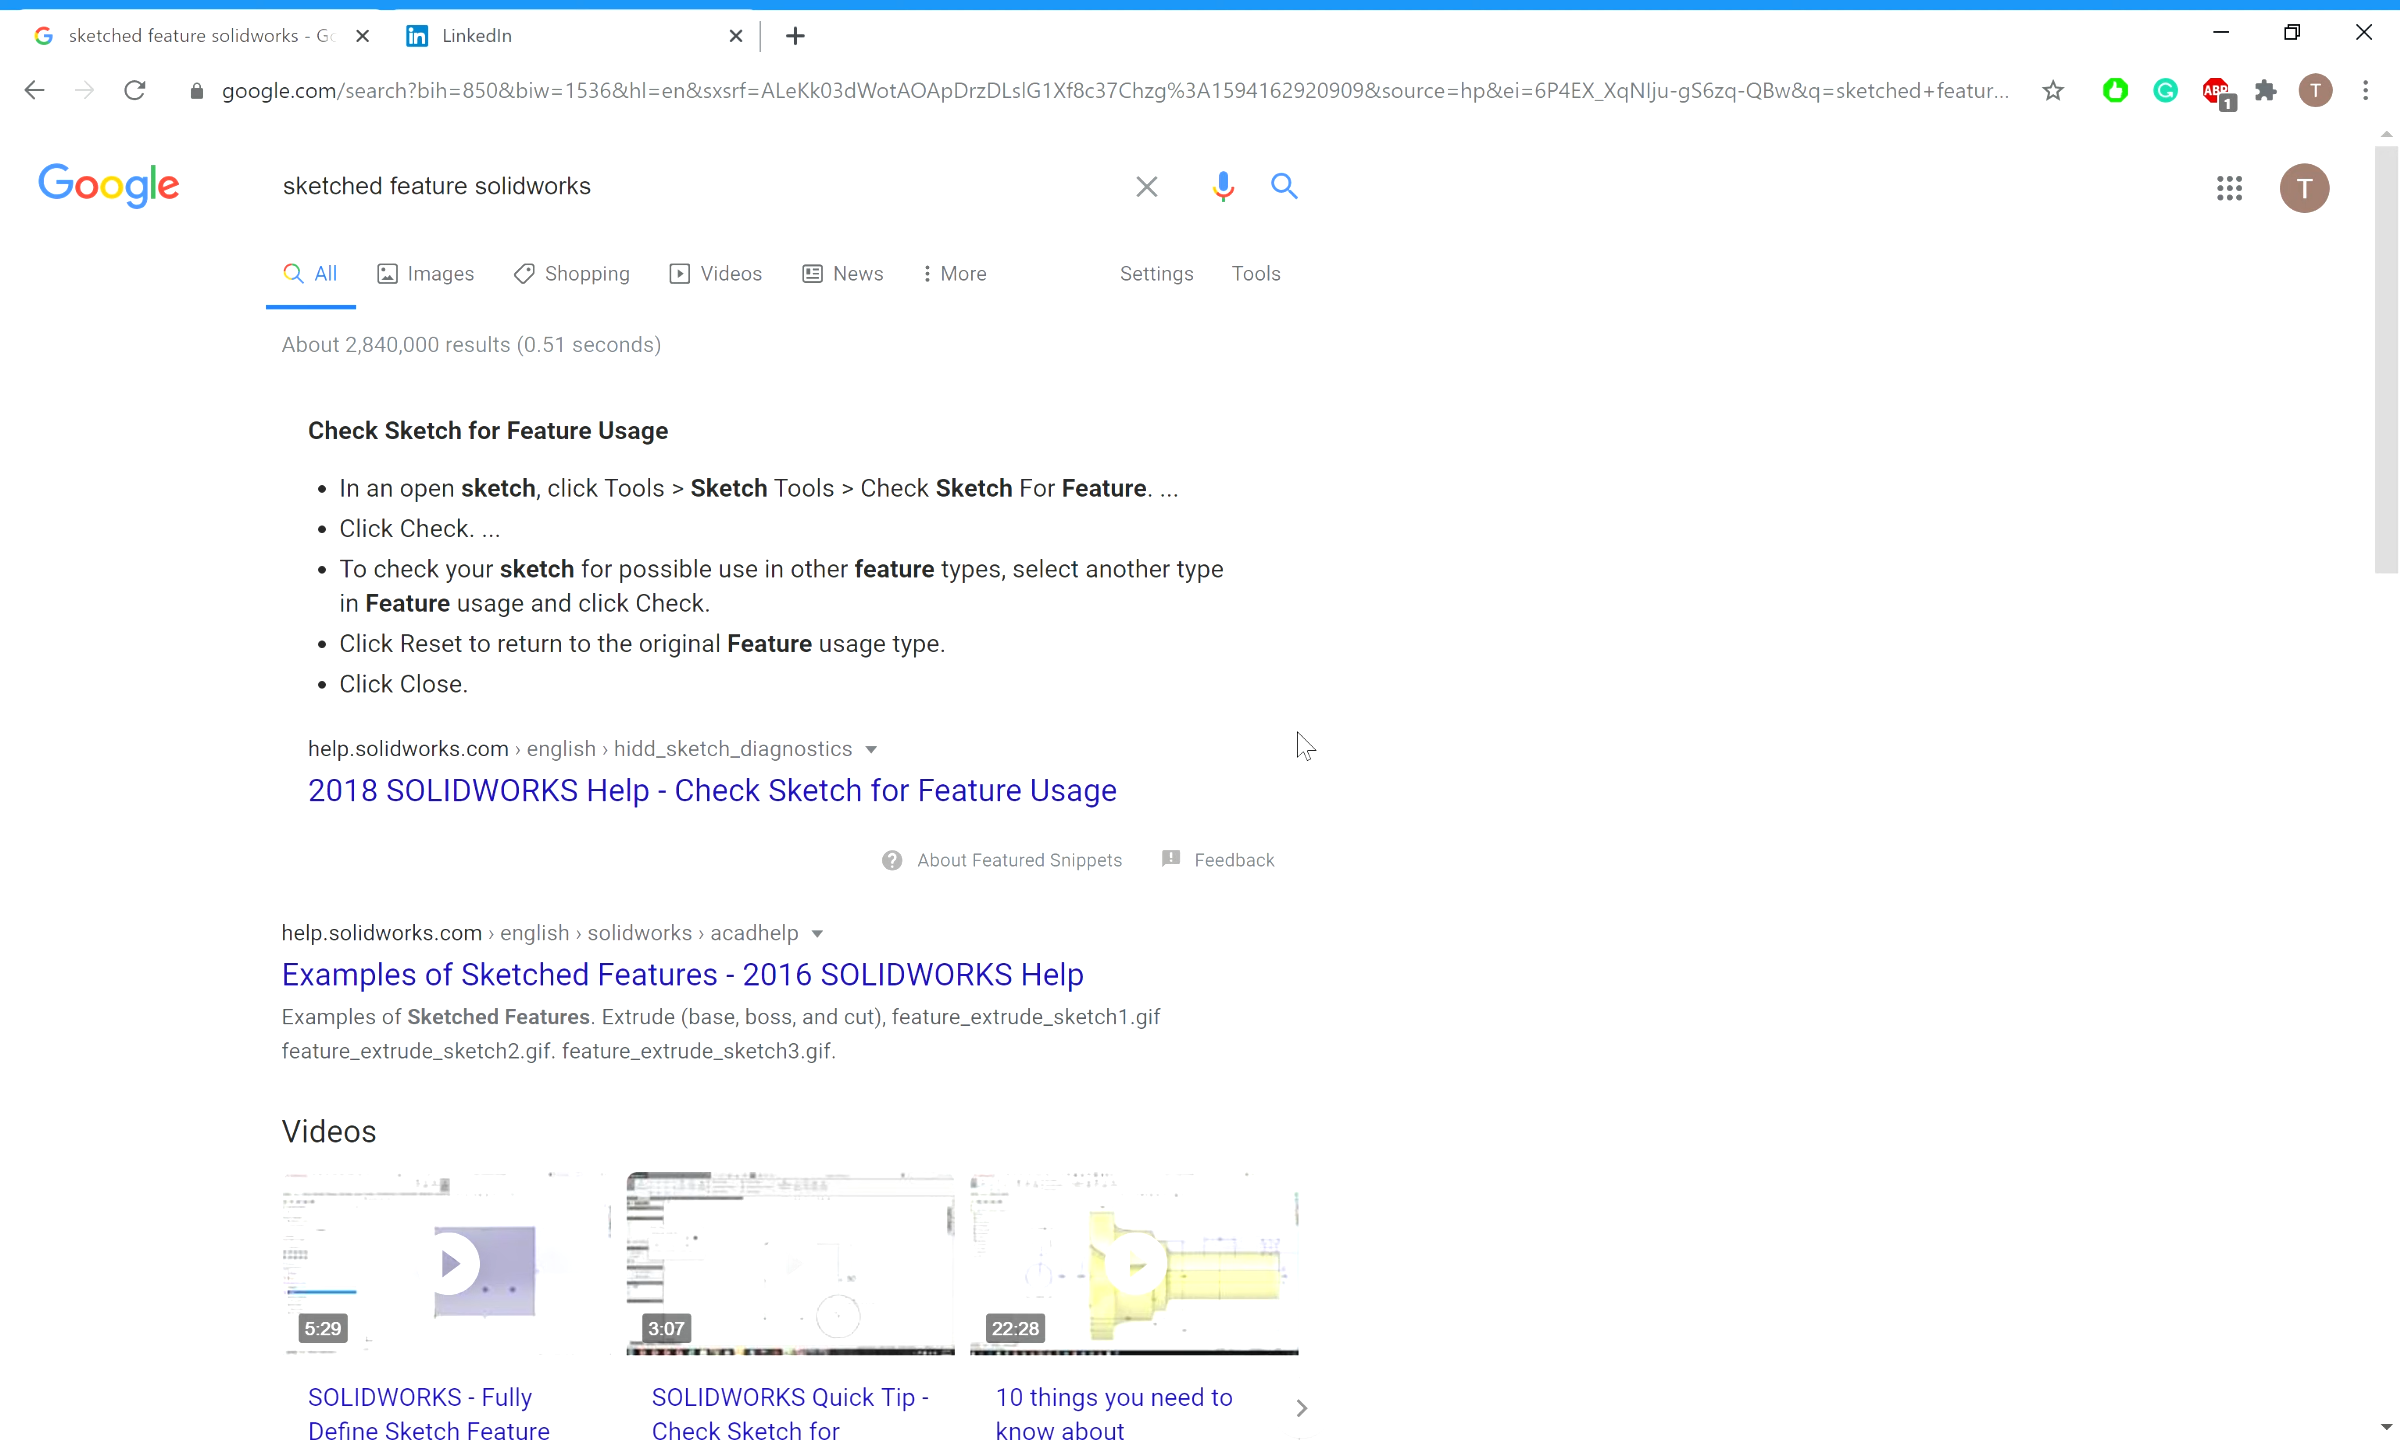 sketched feature solidworks - Go
LinkedIn
google.com/search?bih=850&biw=1536&hl=en&sxsrf=ALeKk03dWotAOApDrzDLslG1Xf8c37Chzg%3A1594162920909&source=hp&ei=6P4EX_XqNIju-gS6zq-QBw&q=sketched+featur...
ABP
1
T
Google
sketched feature solidworks
T
All
Images
Shopping
Videos
News
More
Settings
Tools
About 2,840,000 results (0.51 seconds)
Check Sketch for Feature Usage
• In an open sketch, click Tools > Sketch Tools > Check Sketch For Feature. ...
• Click Check. ...
• To check your sketch for possible use in other feature types, select another type
in Feature usage and click Check.
• Click Reset to return to the original Feature usage type.
• Click Close.
help.solidworks.com › english › hidd_sketch_diagnostics
2018 SOLIDWORKS Help - Check Sketch for Feature Usage
About Featured Snippets
Feedback
help.solidworks.com › english › solidworks › acadhelp
Examples of Sketched Features - 2016 SOLIDWORKS Help
Examples of Sketched Features. Extrude (base, boss, and cut), feature_extrude_sketch1.gif
feature_extrude_sketch2.gif. feature_extrude_sketch3.gif.
Videos
5:29
3:07
22:28
SOLIDWORKS - Fully
Define Sketch Feature
SOLIDWORKS Quick Tip -
Check Sketch for
10 things you need to
know about